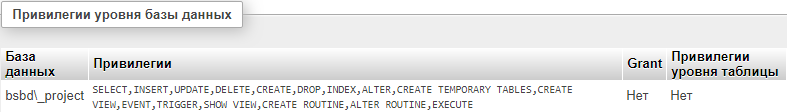 Привилегии уровня базы данных
База данных Привилегии Grant Привилегии уровня таблицы
bsbd\_project SELECT,INSERT,UPDATE,DELETE,CREATE,DROP,INDEX,ALTER,CREATE TEMPORARY TABLES,CREATE
VIEW,EVENT,TRIGGER,SHOW VIEW,CREATE ROUTINE,ALTER ROUTINE,EXECUTE Нет Нет